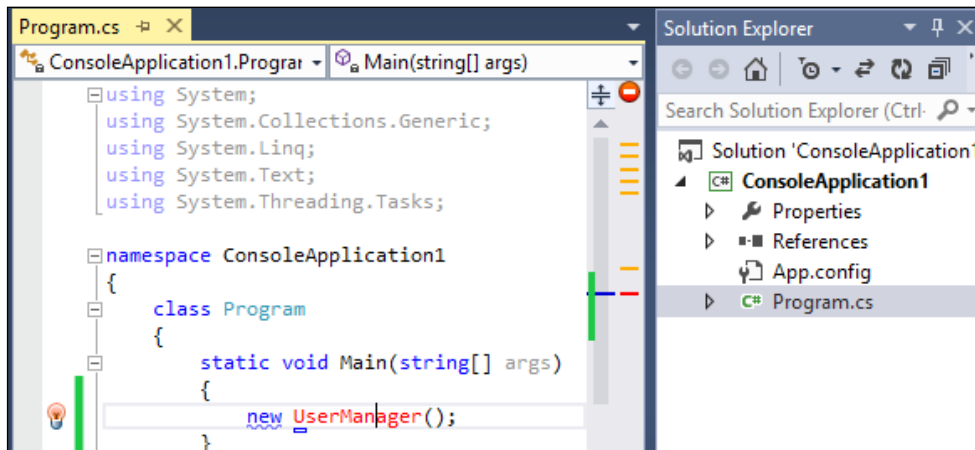 Program.cs
ConsoleApplication1.Prograr
Main(string[] args)
using System;
using System.Collections.Generic;
using System.Linq;
using System.Text;
using System.Threading.Tasks;
namespace ConsoleApplication1
{
class Program
{
static void Main(string[] args)
{
new UserManager();
}
Solution Explorer
Search Solution Explorer (Ctrl-
Solution 'ConsoleApplication1
C# ConsoleApplication1
Properties
References
App.config
C# Program.cs